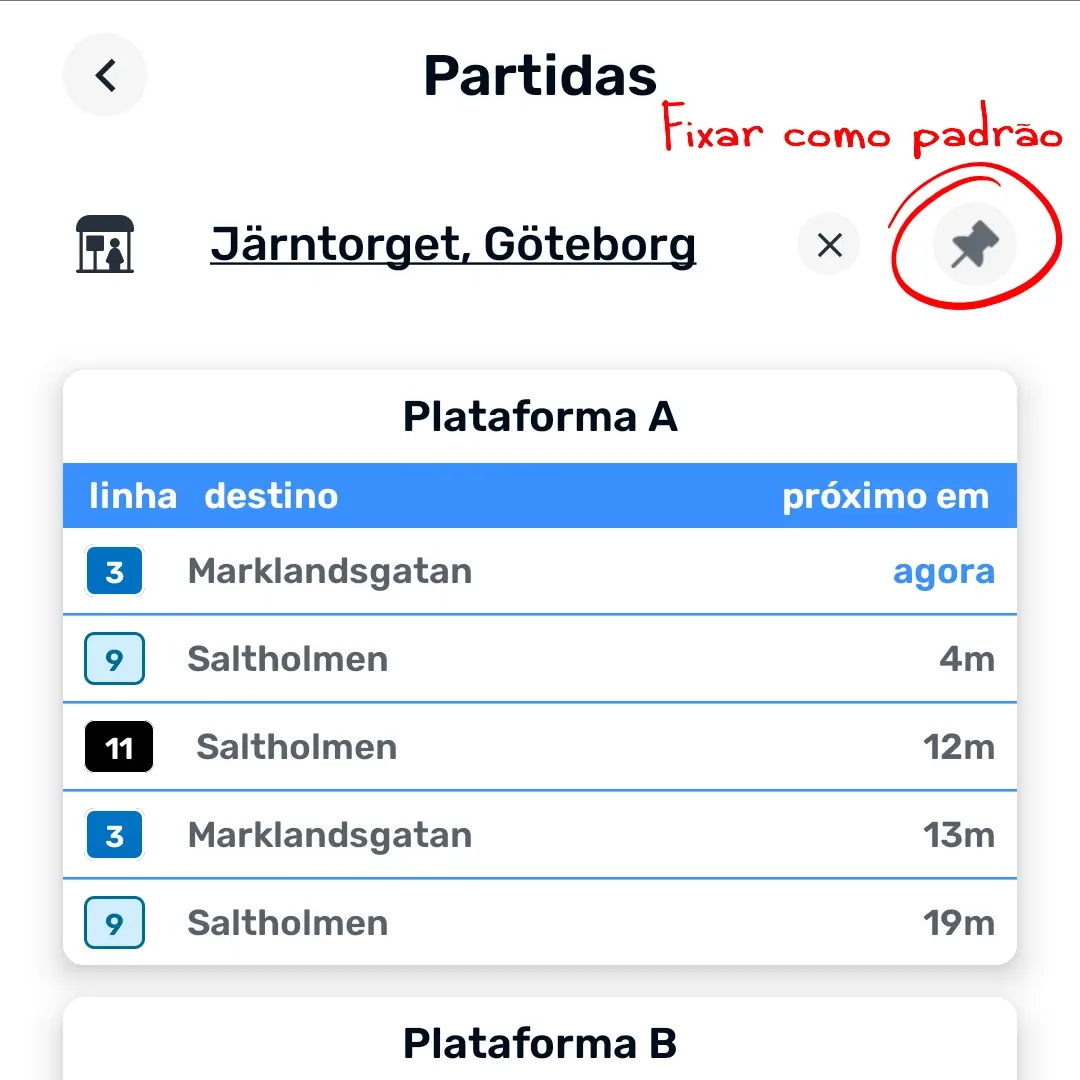 Partidas
Fixar como padrão
Järntorget, Göteborg
Plataforma A
linha destino próximo em
3 Marklandsgatan agora
9 Saltholmen 4m
11 Saltholmen 12m
3 Marklandsgatan 13m
9 Saltholmen 19m
Plataforma B